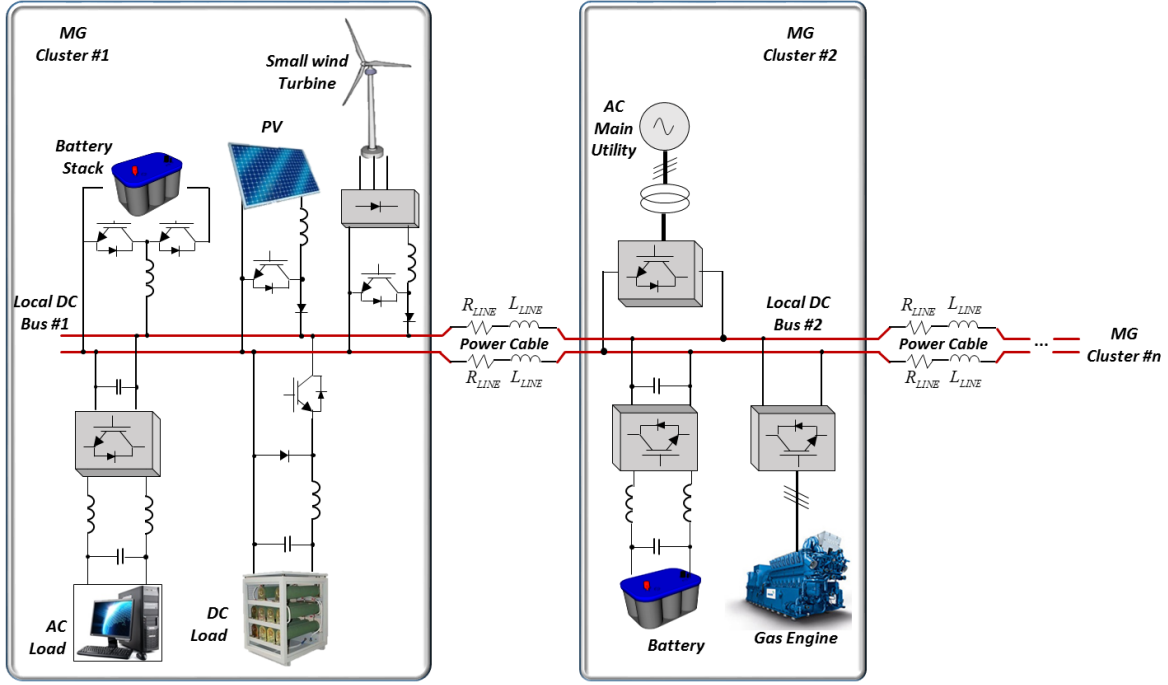 MG
Cluster #1
Small wind
Turbine
PV
Battery
Stack
Local DC
Bus #1
AC
Load
DC
Load
R_LINE L_LINE
Power Cable
R_LINE L_LINE
MG
Cluster #2
AC
Main
Utility
Local DC
Bus #2
Battery
Gas Engine
R_LINE L_LINE
Power Cable
R_LINE L_LINE
...
MG
Cluster #n